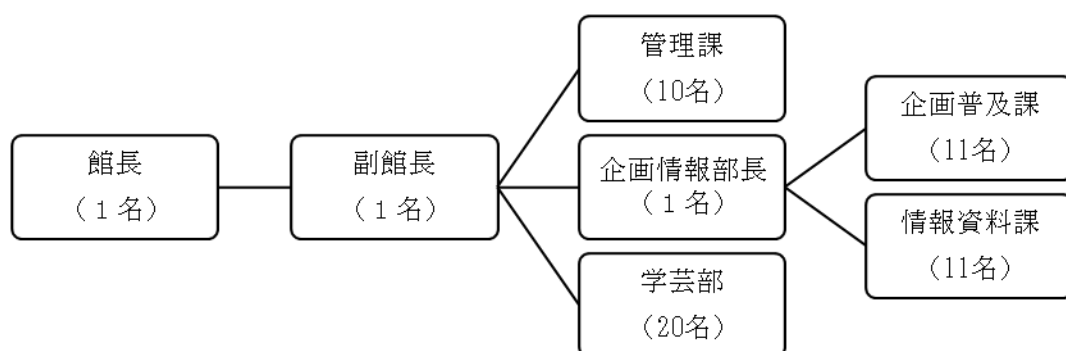 館長
(１名)
副館長
(１名)
管理課
(10名)
企画情報部長
(１名)
学芸部
(20名)
企画普及課
(11名)
情報資料課
(11名)